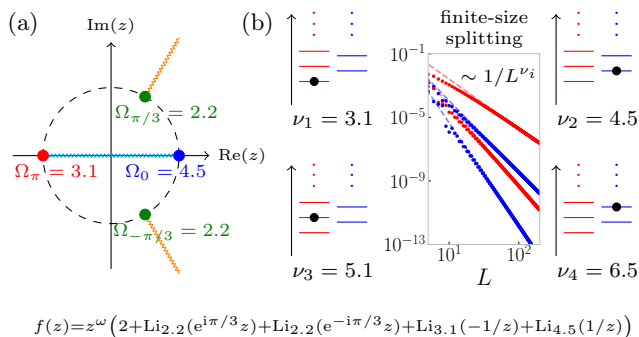 (a)
Im(z)
Ω_{π/3} = 2.2
Re(z)
Ω_π = 3.1
Ω_0 = 4.5
Ω_{−π/3} = 2.2
(b)
finite-size
splitting
∼ 1/L^{ν_i}
10^{−1}
10^{−5}
10^{−9}
10^{−13}
10^1
10^2
L
ν_1 = 3.1
ν_2 = 4.5
ν_3 = 5.1
ν_4 = 6.5
f(z)=z^ω(2+Li_{2.2}(e^{iπ/3}z)+Li_{2.2}(e^{−iπ/3}z)+Li_{3.1}(−1/z)+Li_{4.5}(1/z))